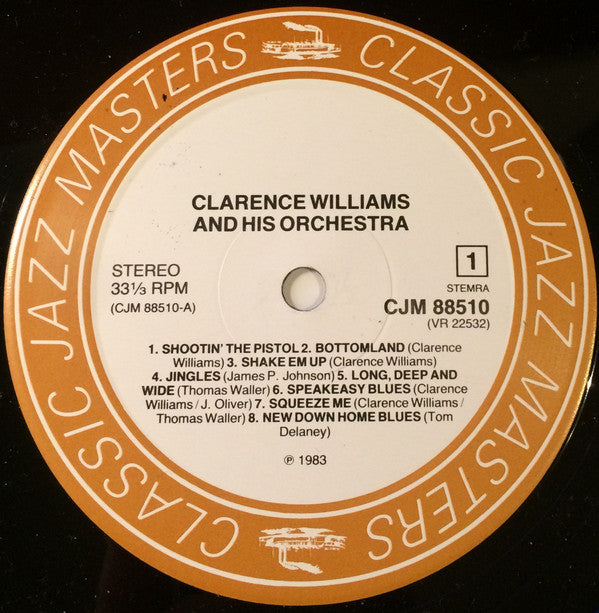 CLASSIC JAZZ MASTERS
CLASSIC JAZZ MASTERS
CLARENCE WILLIAMS
AND HIS ORCHESTRA
STEREO
33 1/3 RPM
(CJM 88510-A)
1
STEMRA
CJM 88510
(VR 22532)
1. SHOOTIN' THE PISTOL 2. BOTTOMLAND (Clarence
Williams) 3. SHAKE EM UP (Clarence Williams)
4. JINGLES (James P. Johnson) 5. LONG, DEEP AND
WIDE (Thomas Waller) 6. SPEAKEASY BLUES (Clarence
Williams / J. Oliver) 7. SQUEEZE ME (Clarence Williams /
Thomas Waller) 8. NEW DOWN HOME BLUES (Tom
Delaney)
℗ 1983